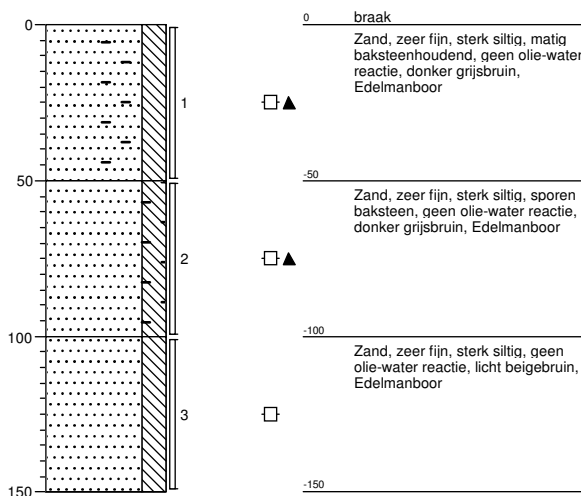 0
0
braak
Zand, zeer fijn, sterk siltig, matig
baksteenhoudend, geen olie-water
reactie, donker grijsbruin,
Edelmanboor
1
50
-50
Zand, zeer fijn, sterk siltig, sporen
baksteen, geen olie-water reactie,
donker grijsbruin, Edelmanboor
2
100
-100
Zand, zeer fijn, sterk siltig, geen
olie-water reactie, licht beigebruin,
Edelmanboor
3
150
-150